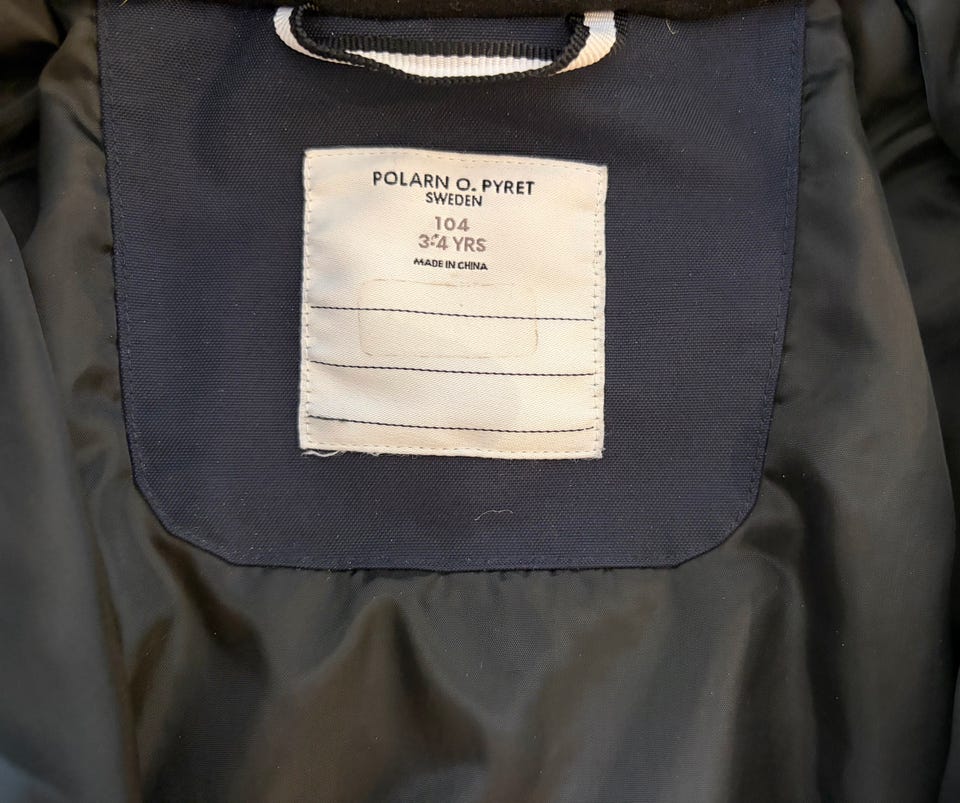 POLARN O. PYRET
SWEDEN
104
3-4 YRS
MADE IN CHINA